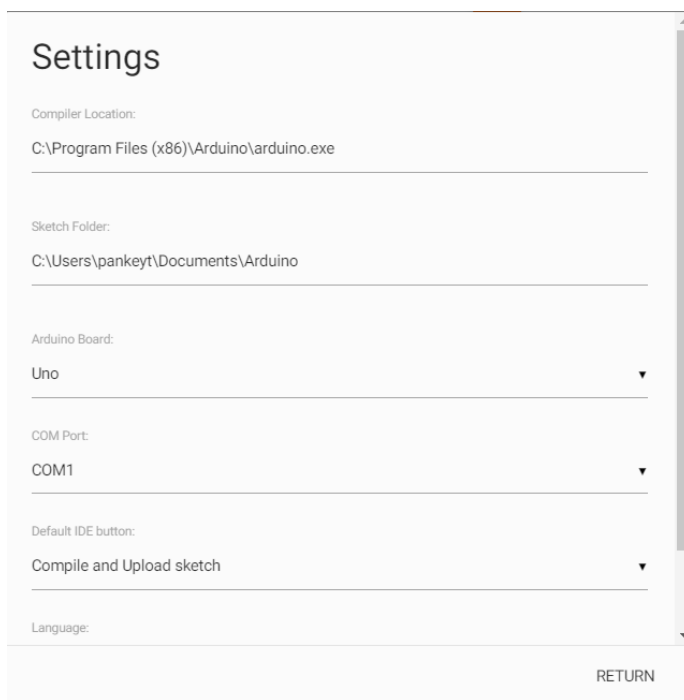 Settings
Compiler Location:
C:\Program Files (x86)\Arduino\arduino.exe
Sketch Folder:
C:\Users\pankeyt\Documents\Arduino
Arduino Board:
Uno
COM Port:
COM1
Default IDE button:
Compile and Upload sketch
Language:
RETURN